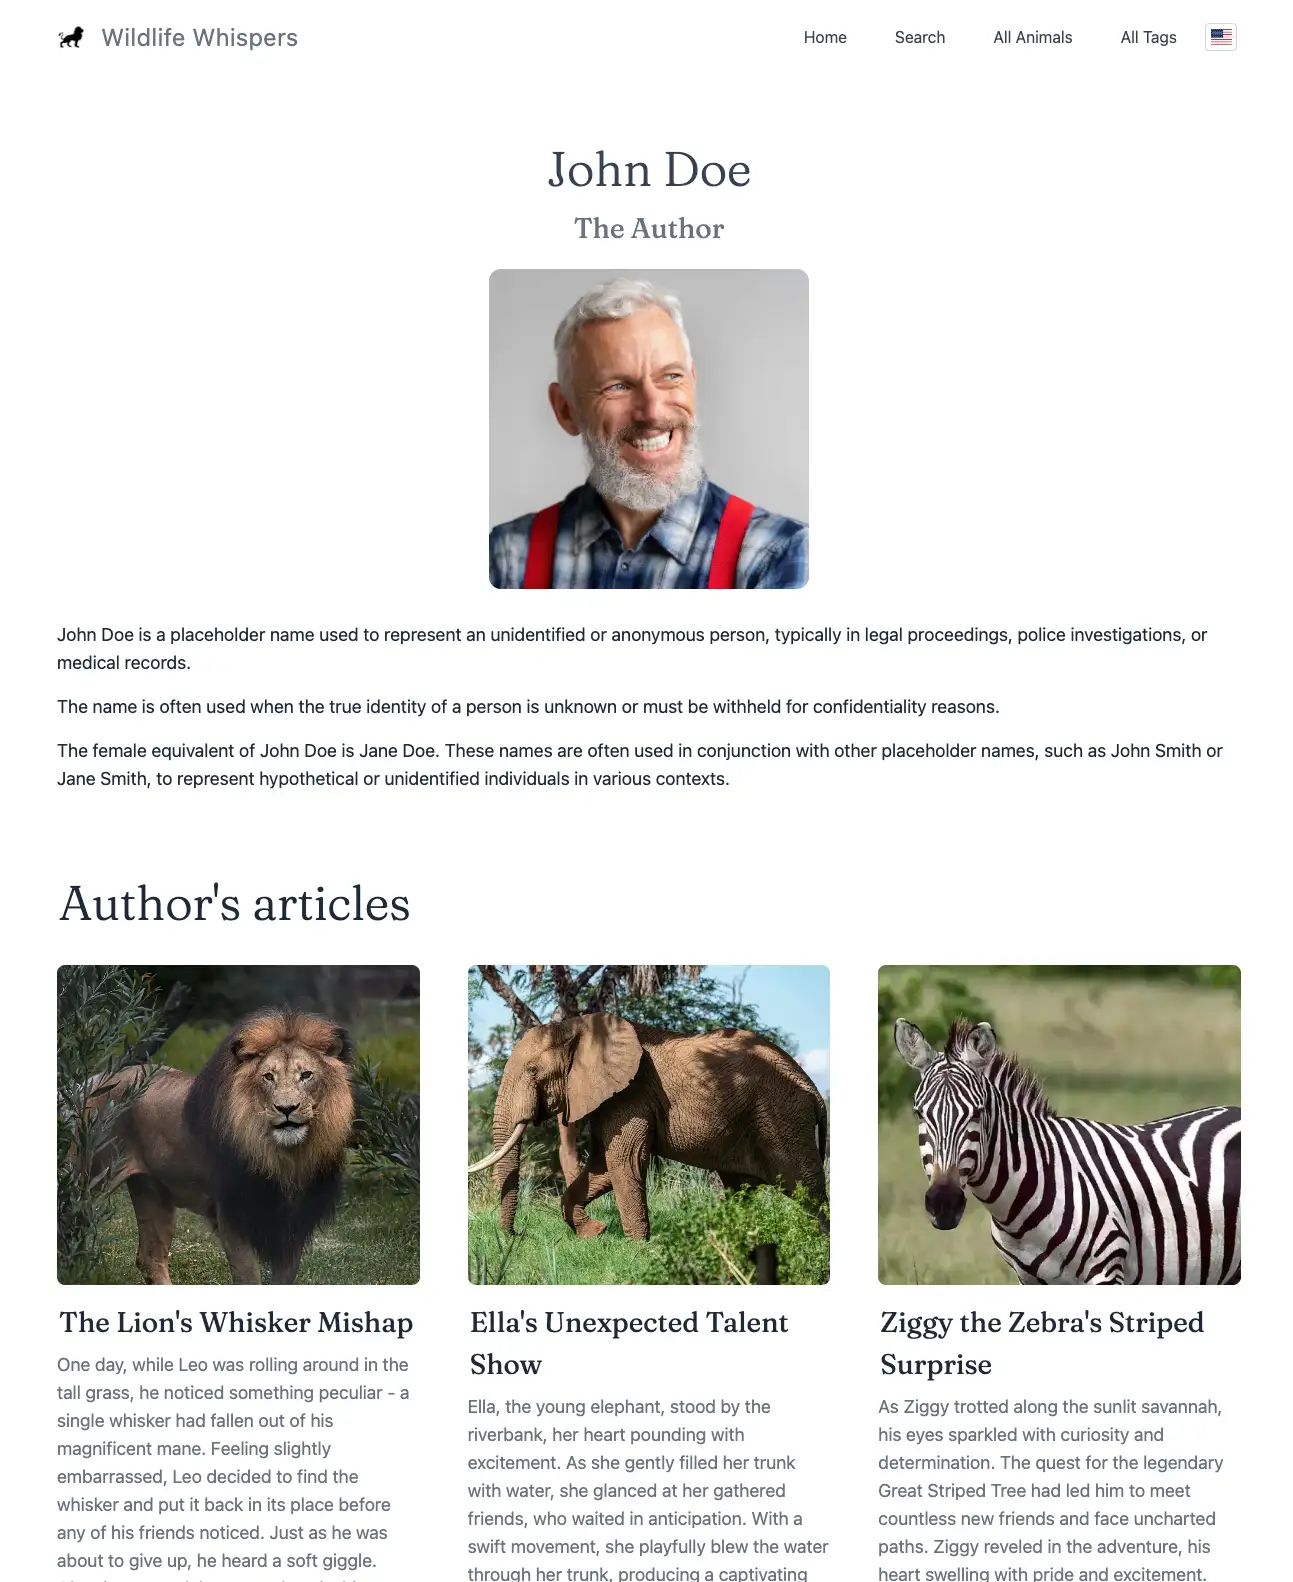 Wildlife Whispers
Home
Search
All Animals
All Tags
John Doe
The Author
John Doe is a placeholder name used to represent an unidentified or anonymous person, typically in legal proceedings, police investigations, or
medical records.
The name is often used when the true identity of a person is unknown or must be withheld for confidentiality reasons.
The female equivalent of John Doe is Jane Doe. These names are often used in conjunction with other placeholder names, such as John Smith or
Jane Smith, to represent hypothetical or unidentified individuals in various contexts.
Author's articles
The Lion's Whisker Mishap
One day, while Leo was rolling around in the
tall grass, he noticed something peculiar - a
single whisker had fallen out of his
magnificent mane. Feeling slightly
embarrassed, Leo decided to find the
whisker and put it back in its place before
any of his friends noticed. Just as he was
about to give up, he heard a soft giggle.
Ella's Unexpected Talent
Show
Ella, the young elephant, stood by the
riverbank, her heart pounding with
excitement. As she gently filled her trunk
with water, she glanced at her gathered
friends, who waited in anticipation. With a
swift movement, she playfully blew the water
through her trunk, producing a captivating
Ziggy the Zebra's Striped
Surprise
As Ziggy trotted along the sunlit savannah,
his eyes sparkled with curiosity and
determination. The quest for the legendary
Great Striped Tree had led him to meet
countless new friends and face uncharted
paths. Ziggy reveled in the adventure, his
heart swelling with pride and excitement.